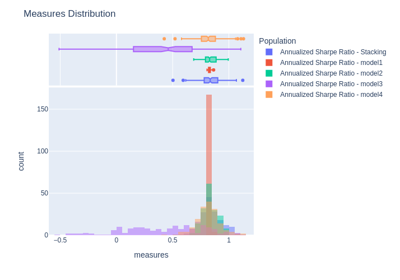 Measures Distribution
Population
Annualized Sharpe Ratio - Stacking
Annualized Sharpe Ratio - model1
Annualized Sharpe Ratio - model2
Annualized Sharpe Ratio - model3
Annualized Sharpe Ratio - model4
150
100
50
0
count
−0.5 0 0.5 1
measures